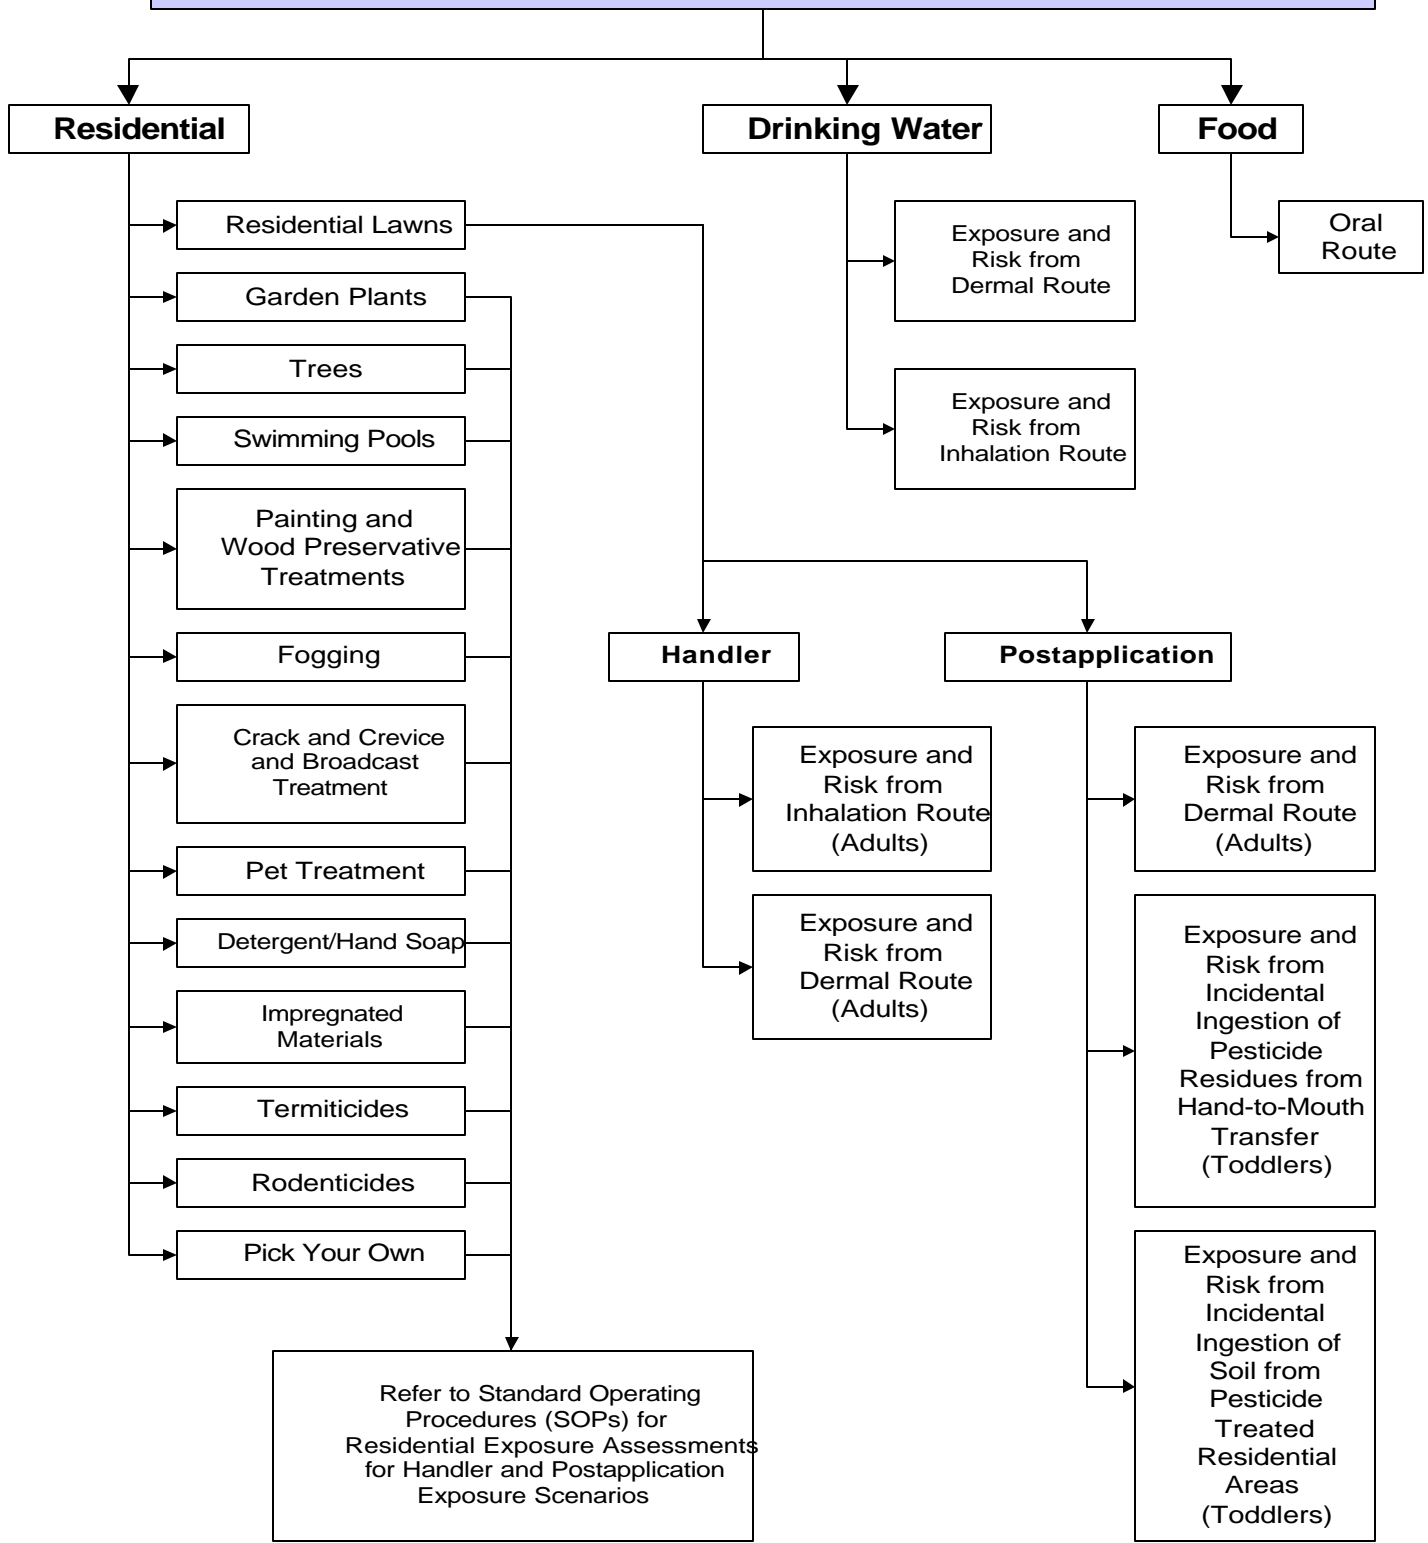 Residential
Drinking Water
Food
Residential Lawns
Garden Plants
Trees
Swimming Pools
Painting and
Wood Preservative
Treatments
Fogging
Crack and Crevice
and Broadcast
Treatment
Pet Treatment
Detergent/Hand Soap
Impregnated
Materials
Termiticides
Rodenticides
Pick Your Own
Refer to Standard Operating
Procedures (SOPs) for
Residential Exposure Assessments
for Handler and Postapplication
Exposure Scenarios
Exposure and
Risk from
Dermal Route
Exposure and
Risk from
Inhalation Route
Oral
Route
Handler
Exposure and
Risk from
Inhalation Route
(Adults)
Exposure and
Risk from
Dermal Route
(Adults)
Postapplication
Exposure and
Risk from
Dermal Route
(Adults)
Exposure and
Risk from
Incidental
Ingestion of
Pesticide
Residues from
Hand-to-Mouth
Transfer
(Toddlers)
Exposure and
Risk from
Incidental
Ingestion of
Soil from
Pesticide
Treated
Residential
Areas
(Toddlers)